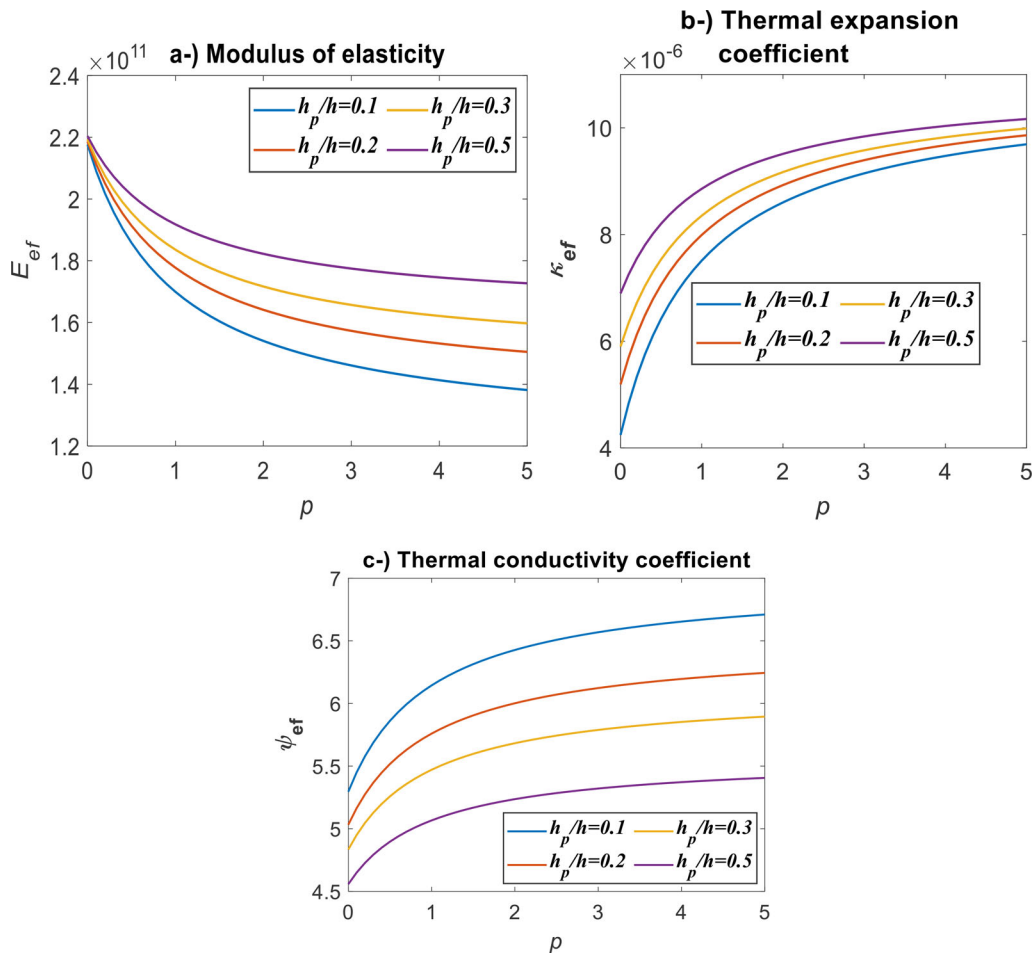 a-) Modulus of elasticity
×10^11
2.4
2.2
2
1.8
1.6
1.4
1.2
E_ef
h_p/h=0.1 h_p/h=0.3
h_p/h=0.2 h_p/h=0.5
0 1 2 3 4 5
p
b-) Thermal expansion
coefficient
×10^-6
10
8
6
4
κ_ef
h_p/h=0.1 h_p/h=0.3
h_p/h=0.2 h_p/h=0.5
0 1 2 3 4 5
p
c-) Thermal conductivity coefficient
7
6.5
6
5.5
5
4.5
ψ_ef
h_p/h=0.1 h_p/h=0.3
h_p/h=0.2 h_p/h=0.5
0 1 2 3 4 5
p